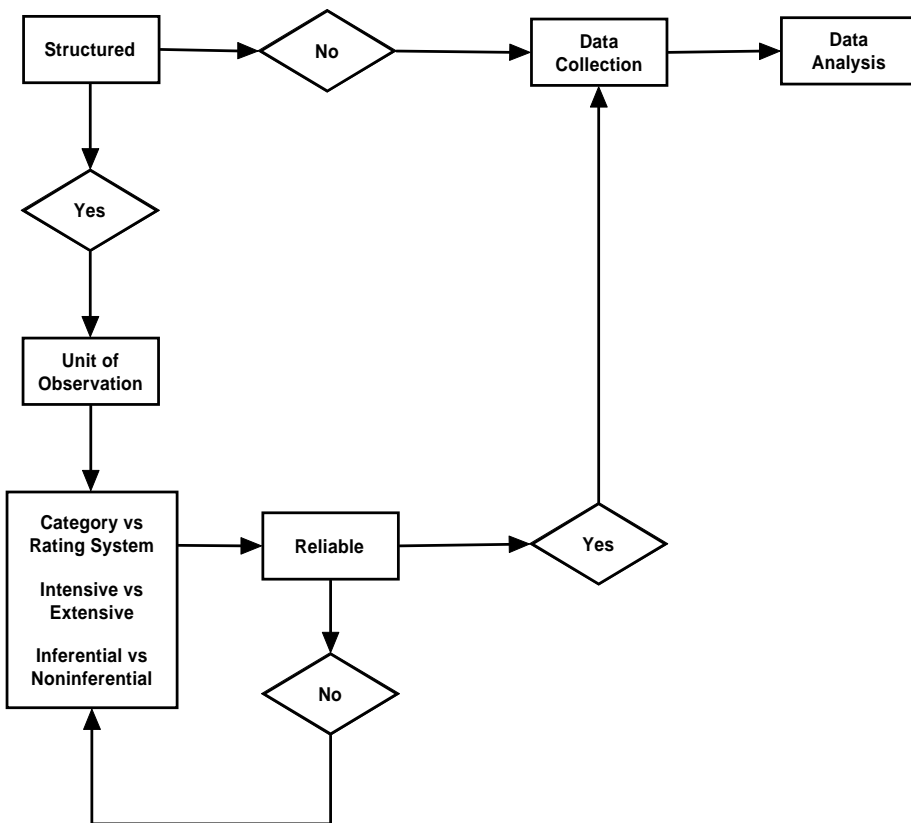 Structured
No
Data
Collection
Data
Analysis
Yes
Unit of
Observation
Category vs
Rating System
Intensive vs
Extensive
Inferential vs
Noninferential
Reliable
Yes
No